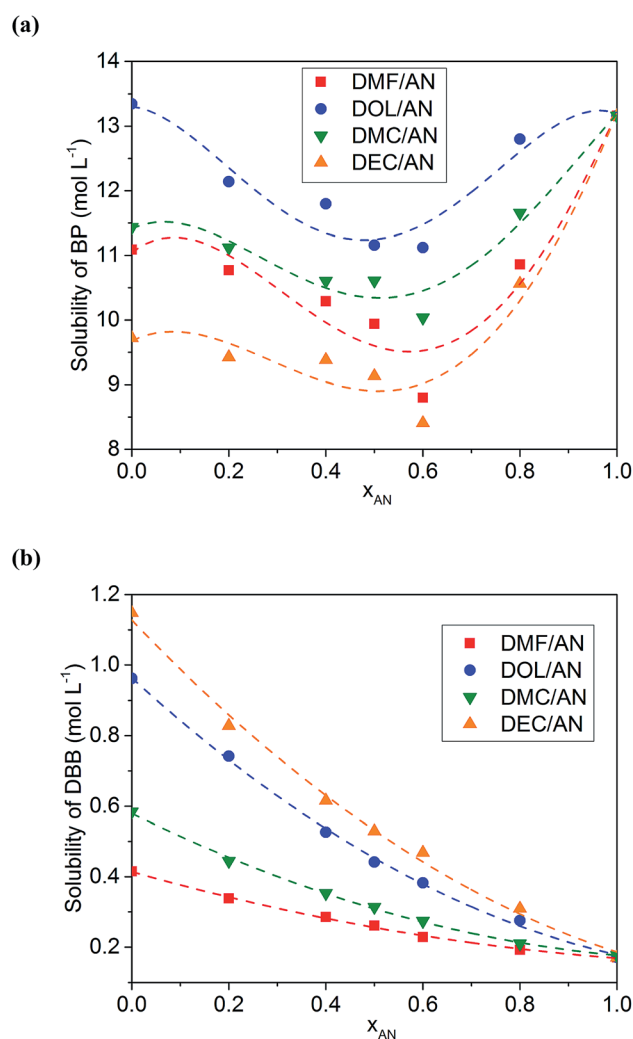 (a)
Solubility of BP (mol L⁻¹)
14
13
12
11
10
9
8
DMF/AN
DOL/AN
DMC/AN
DEC/AN
0.0 0.2 0.4 0.6 0.8 1.0
x_AN
(b)
Solubility of DBB (mol L⁻¹)
1.2
1.0
0.8
0.6
0.4
0.2
DMF/AN
DOL/AN
DMC/AN
DEC/AN
0.0 0.2 0.4 0.6 0.8 1.0
x_AN